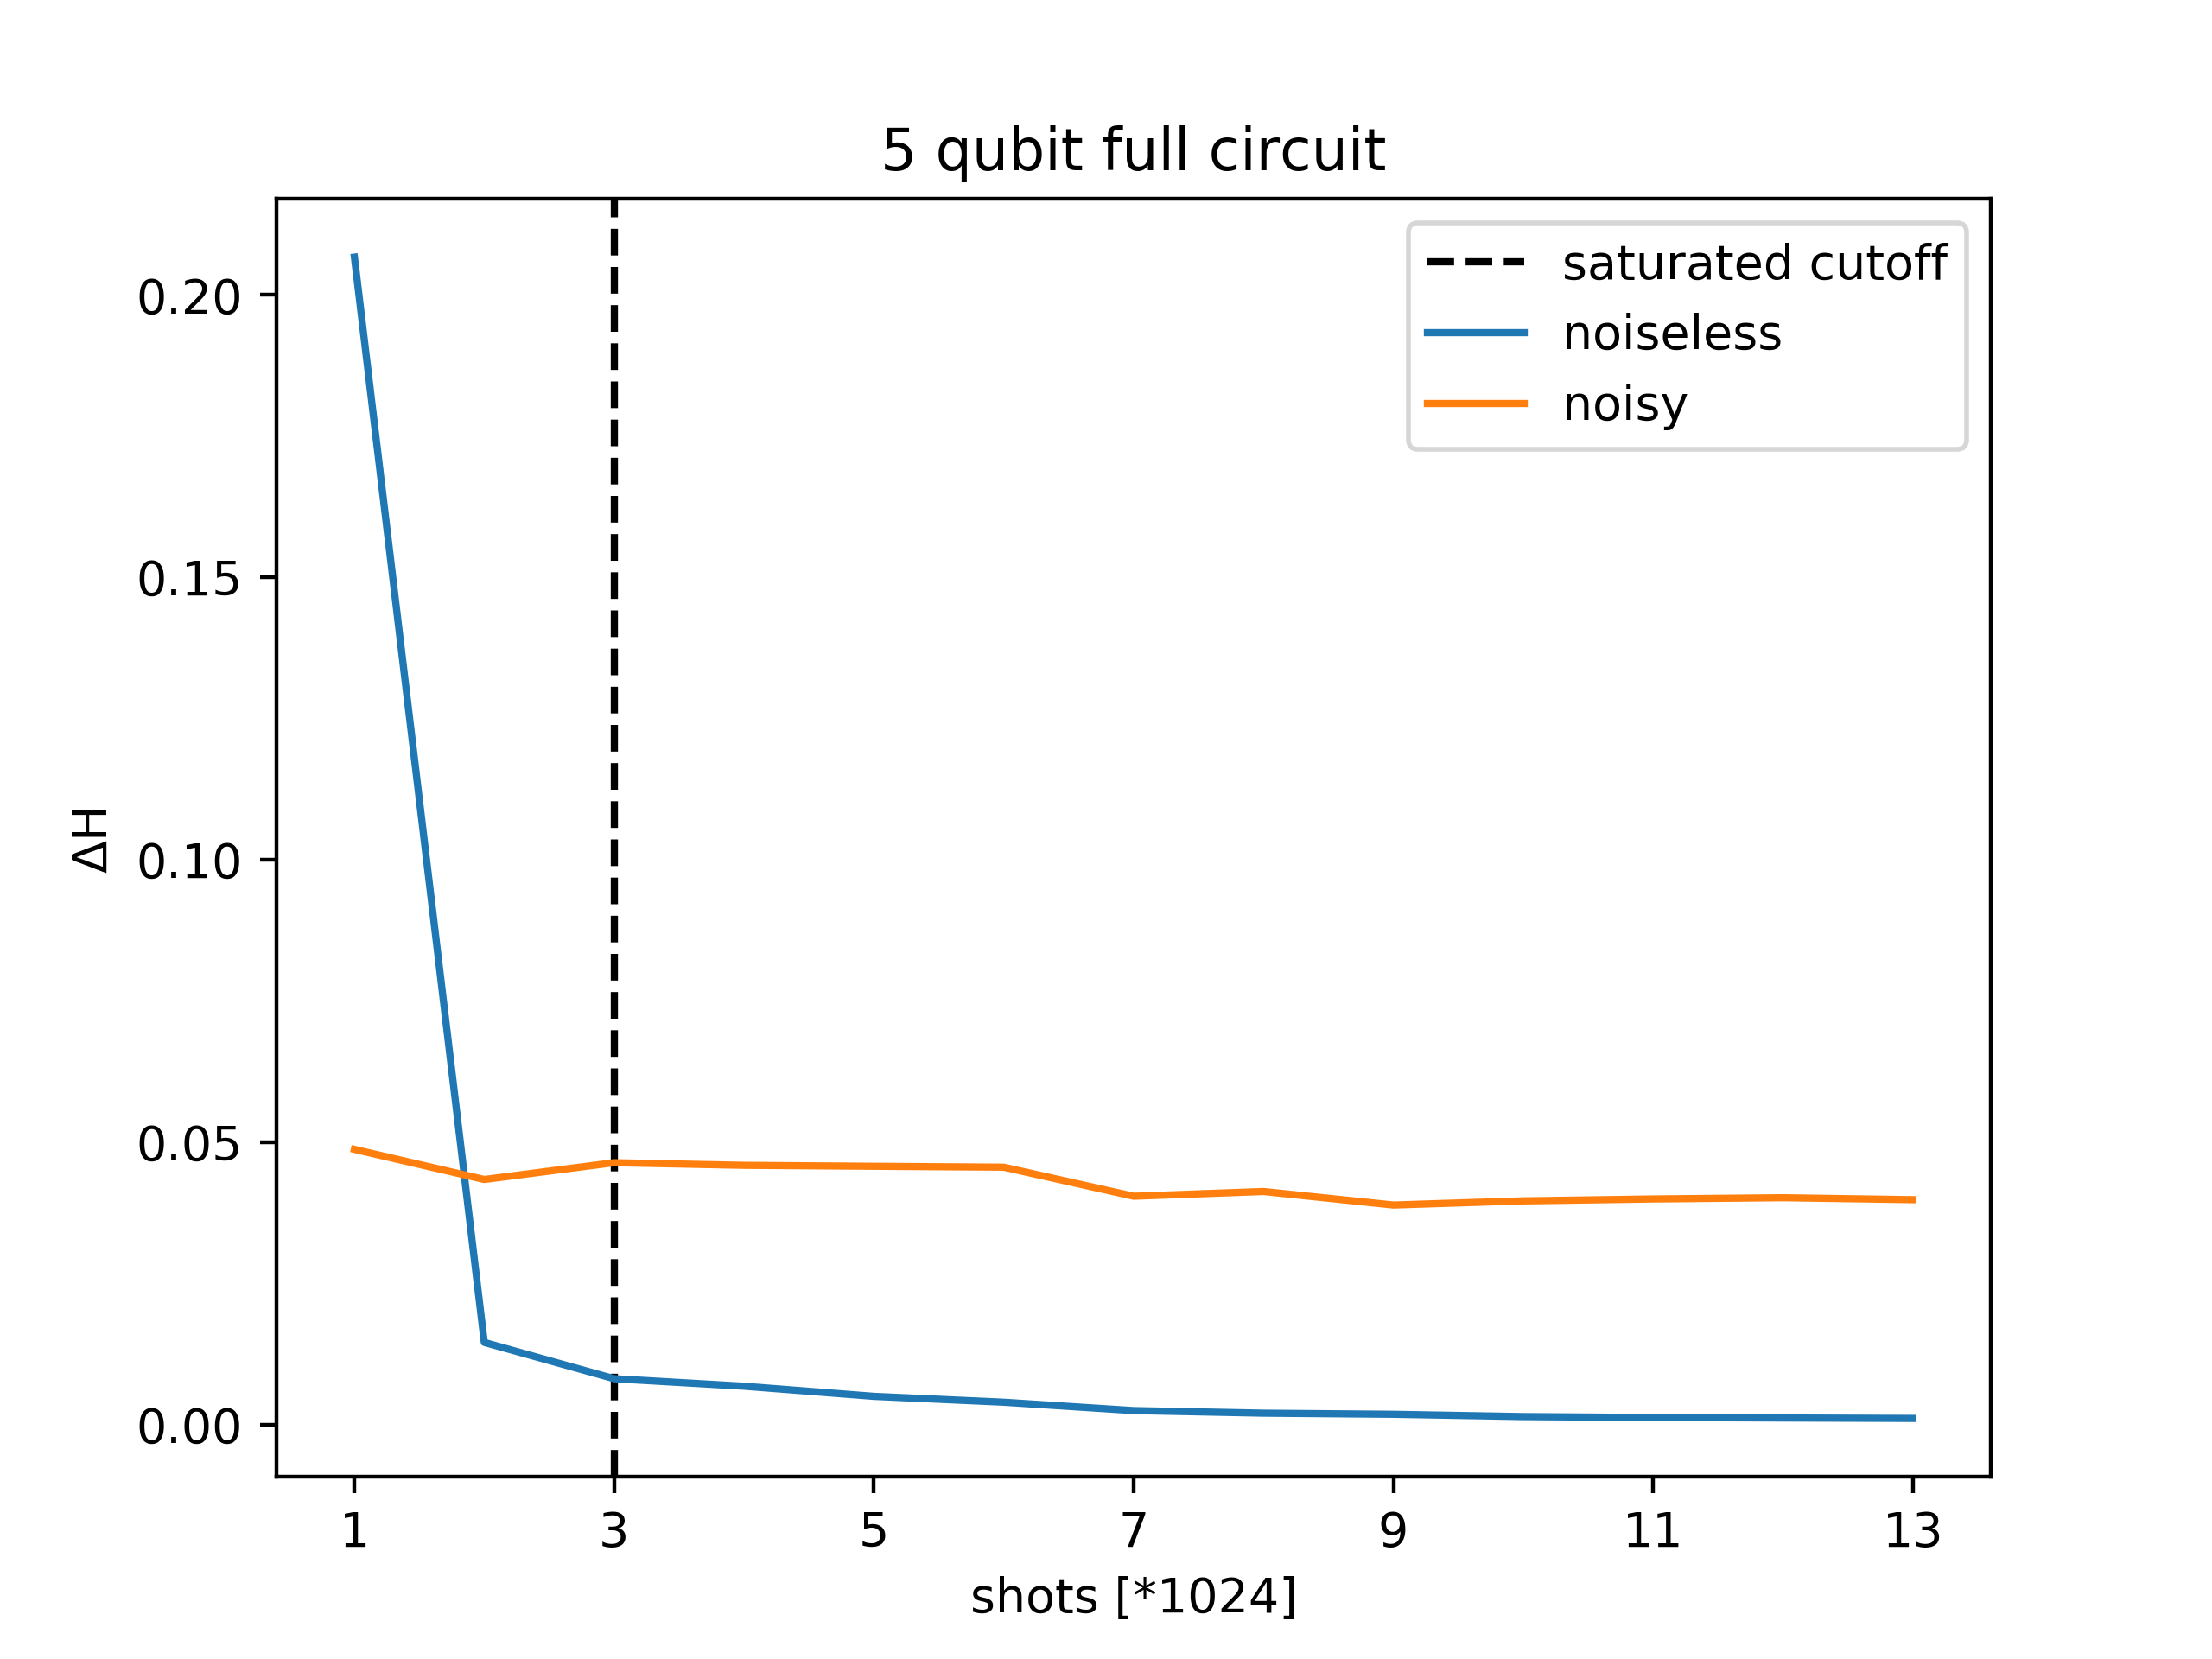 5 qubit full circuit
saturated cutoff
noiseless
noisy
0.20
0.15
0.10
0.05
0.00
ΔH
1 3 5 7 9 11 13
shots [*1024]